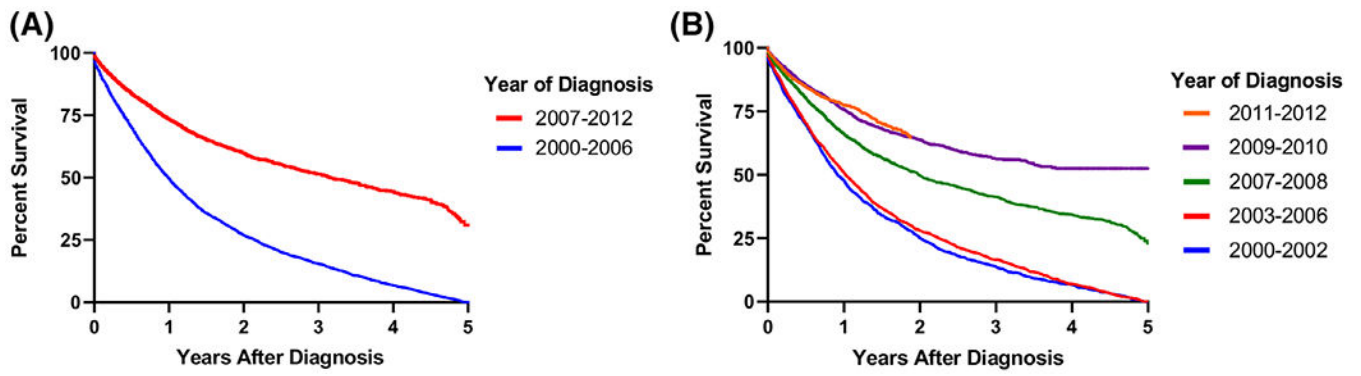 (A)
Percent Survival
100
75
50
25
0
0 1 2 3 4 5
Years After Diagnosis
Year of Diagnosis
2007-2012
2000-2006
(B)
Percent Survival
100
75
50
25
0
0 1 2 3 4 5
Years After Diagnosis
Year of Diagnosis
2011-2012
2009-2010
2007-2008
2003-2006
2000-2002